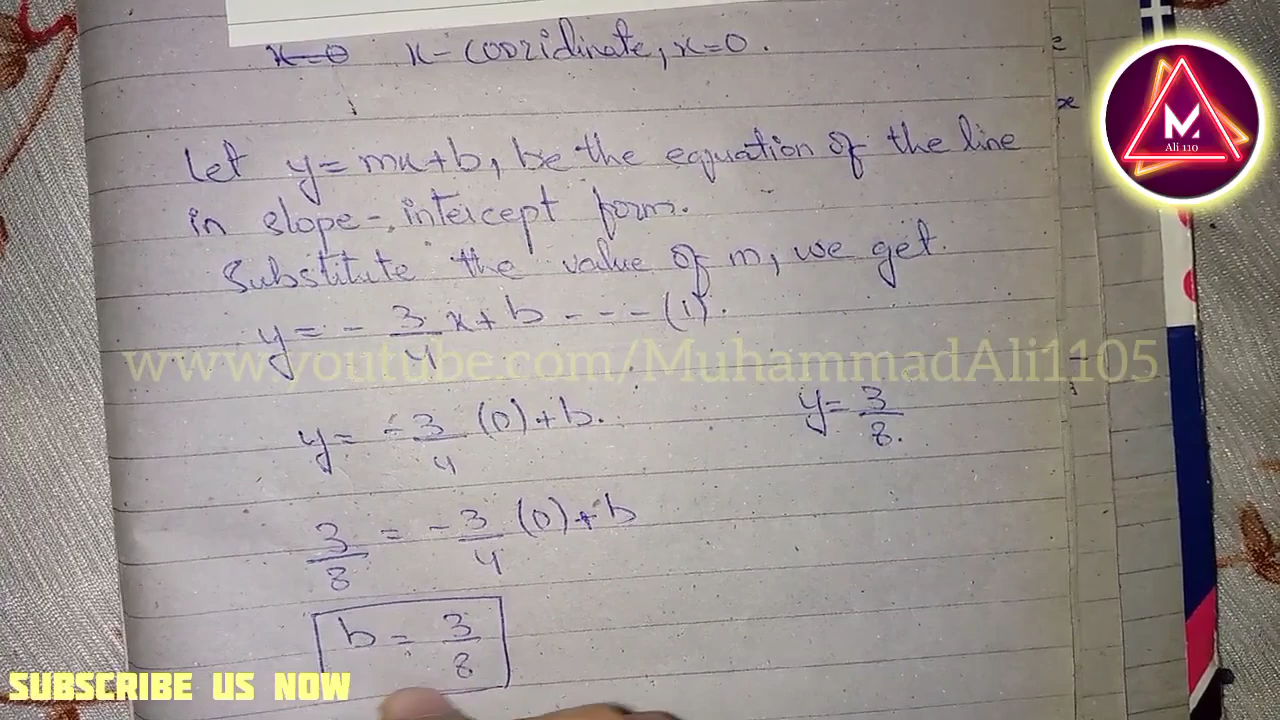 x=0 x-coordinate, x=0.
Let y=mx+b, be the equation of the line
in slope-intercept form.
Substitute the value of m, we get.
y = - 3/4 x + b - - - - (1).
www.youtube.com/MuhammadAli1105
y = -3/4 (0) + b. y = 3/8.
3/8 = -3/4 (0) + b
b = 3/8
SUBSCRIBE US NOW
M
Ali 110